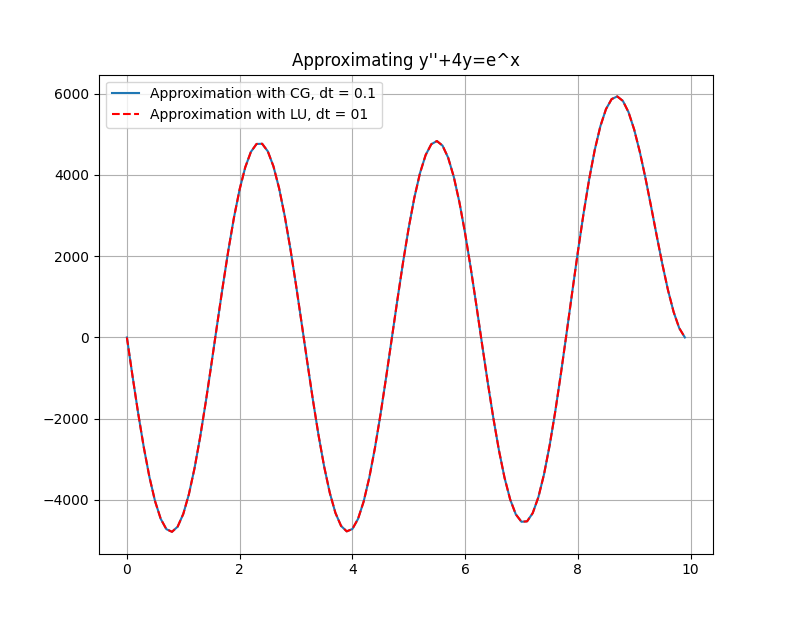 Approximating y''+4y=e^x
Approximation with CG, dt = 0.1
Approximation with LU, dt = 01
6000
4000
2000
0
−2000
−4000
0 2 4 6 8 10